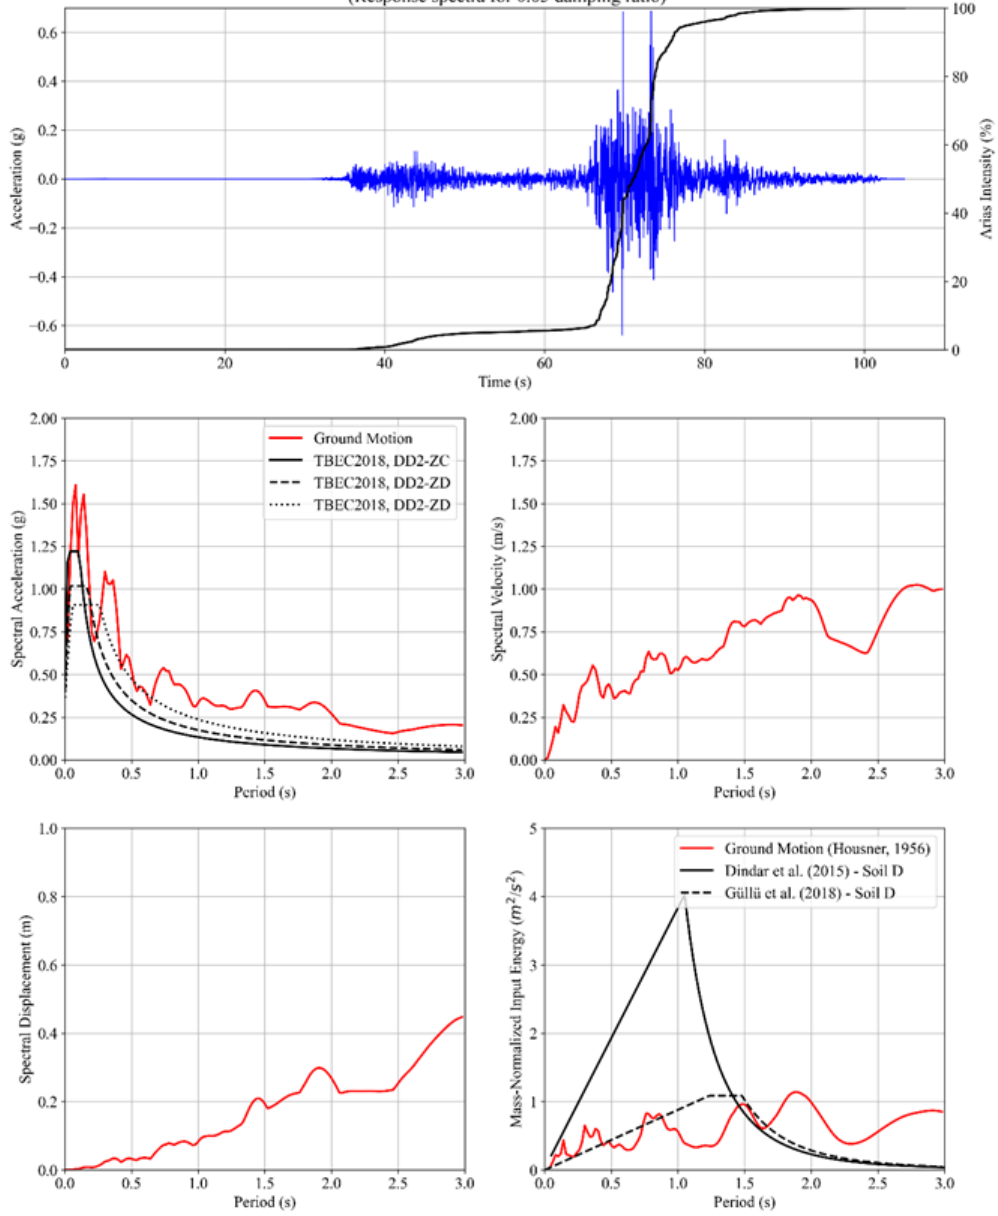 (Response spectra for 0.05 damping ratio)
0.6
0.4
0.2
0.0
−0.2
−0.4
−0.6
Acceleration (g)
100
80
60
40
20
0
Arias Intensity (%)
0 20 40 60 80 100
Time (s)
2.00
1.75
1.50
1.25
1.00
0.75
0.50
0.25
0.00
Spectral Acceleration (g)
Ground Motion
TBEC2018, DD2-ZC
TBEC2018, DD2-ZD
TBEC2018, DD2-ZD
0.0 0.5 1.0 1.5 2.0 2.5 3.0
Period (s)
2.00
1.75
1.50
1.25
1.00
0.75
0.50
0.25
0.00
Spectral Velocity (m/s)
0.0 0.5 1.0 1.5 2.0 2.5 3.0
Period (s)
1.0
0.8
0.6
0.4
0.2
0.0
Spectral Displacement (m)
0.0 0.5 1.0 1.5 2.0 2.5 3.0
Period (s)
5
4
3
2
1
0
Mass-Normalized Input Energy (m²/s²)
Ground Motion (Housner, 1956)
Dindar et al. (2015) - Soil D
Güllü et al. (2018) - Soil D
0.0 0.5 1.0 1.5 2.0 2.5 3.0
Period (s)